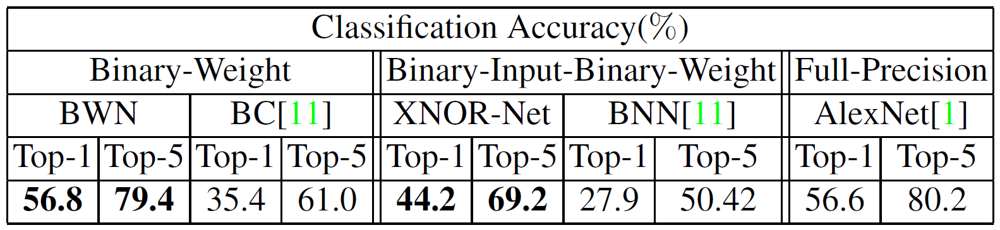 Classification Accuracy(%)
Binary-Weight Binary-Input-Binary-Weight Full-Precision
BWN BC[11] XNOR-Net BNN[11] AlexNet[1]
Top-1 Top-5 Top-1 Top-5 Top-1 Top-5 Top-1 Top-5 Top-1 Top-5
56.8 79.4 35.4 61.0 44.2 69.2 27.9 50.42 56.6 80.2